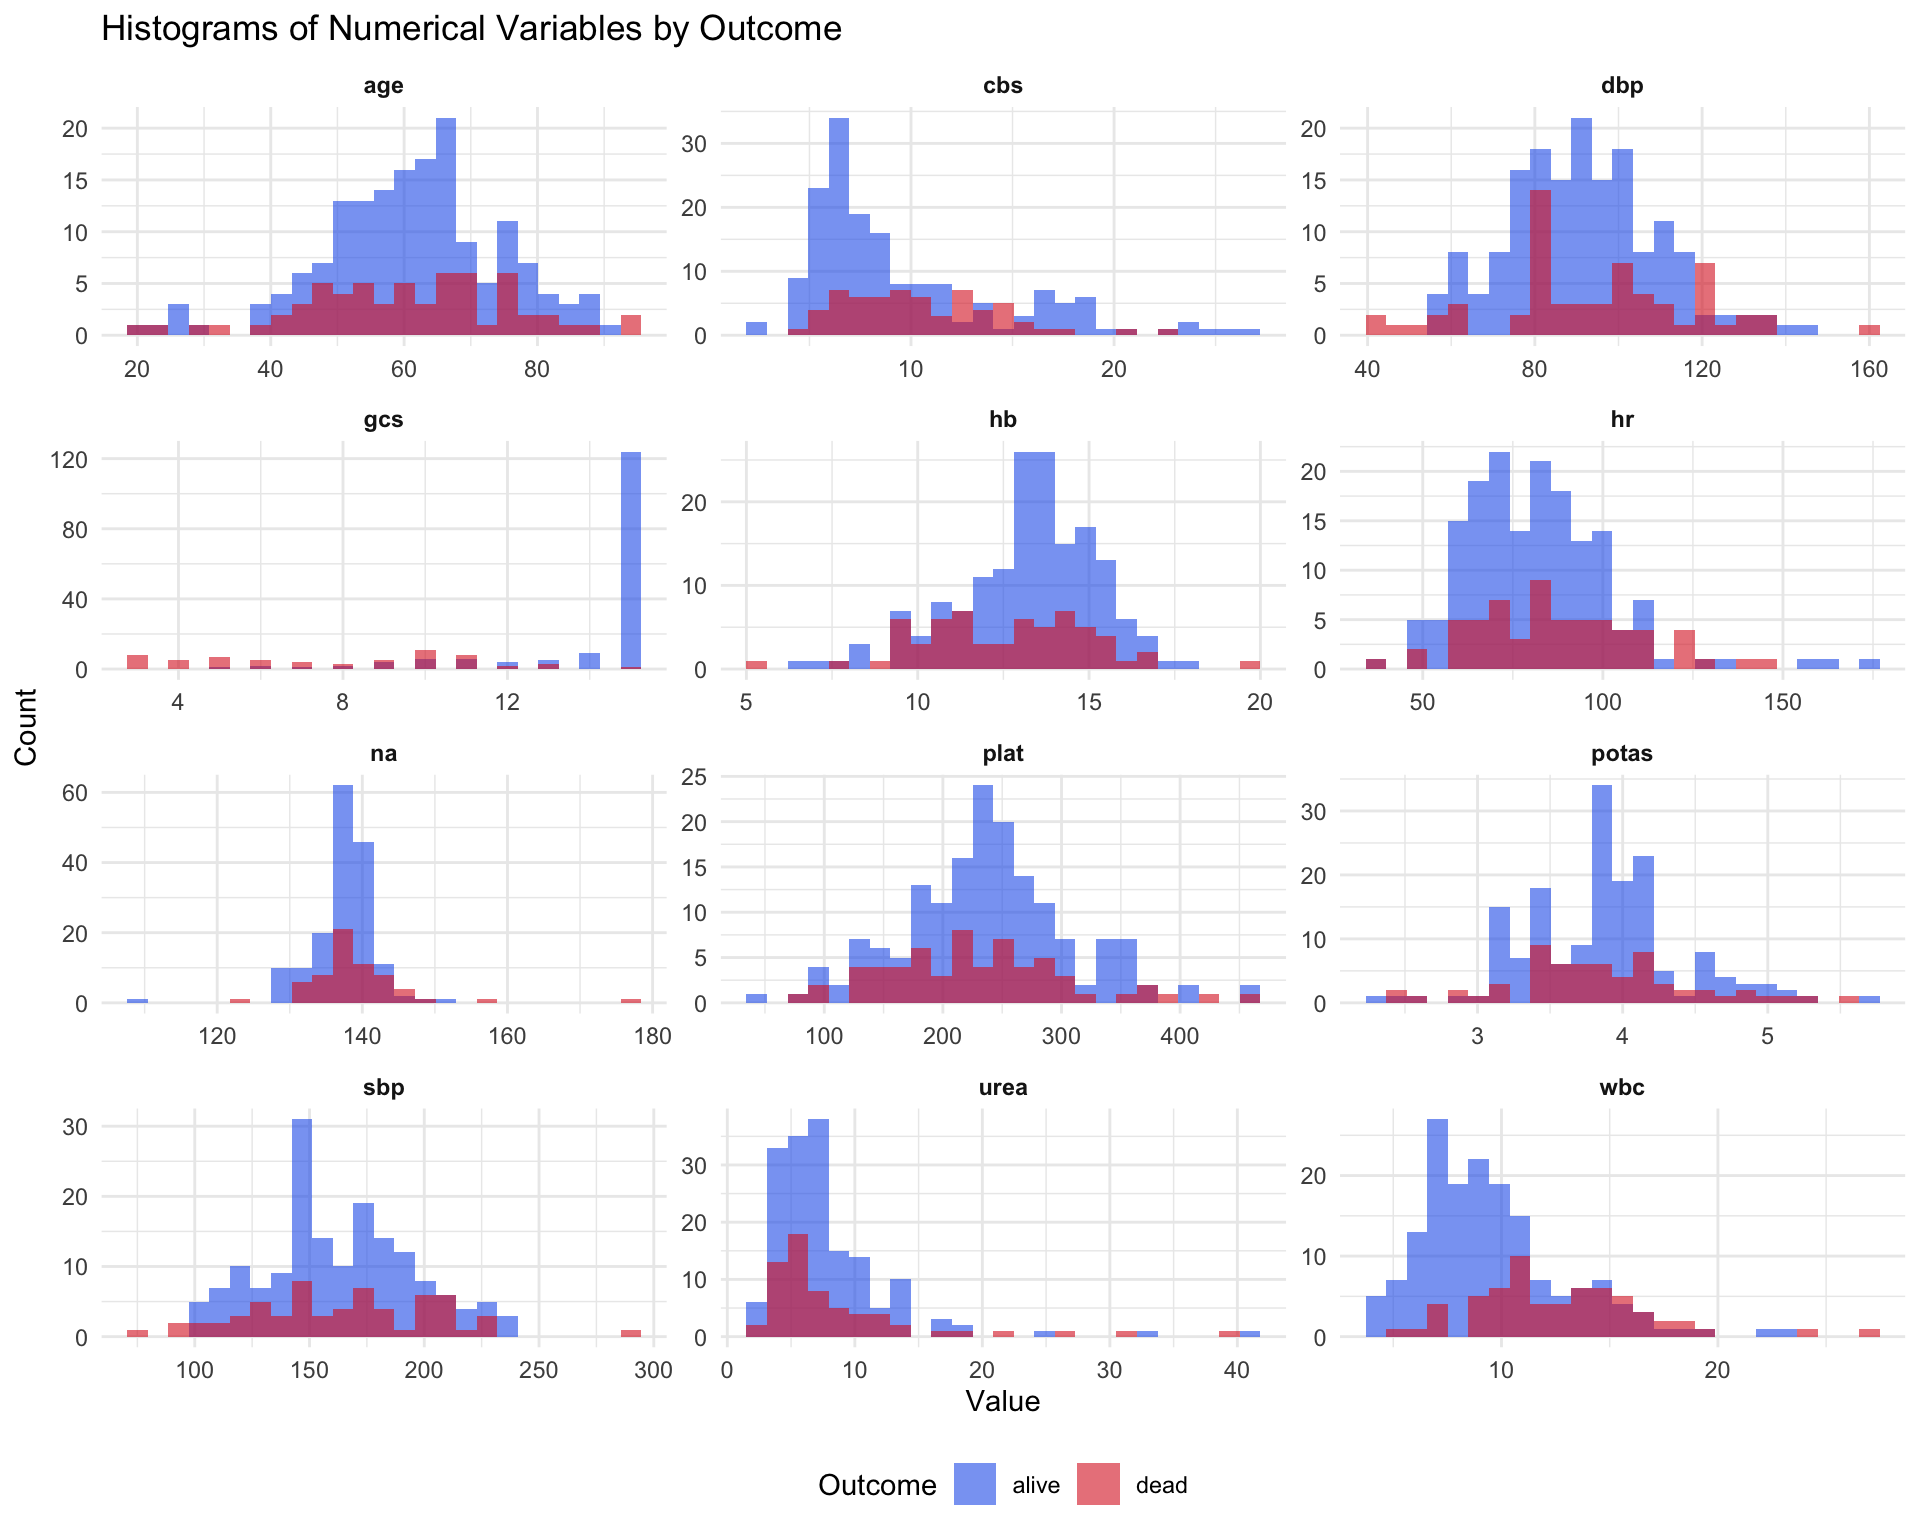 Histograms of Numerical Variables by Outcome
age
cbs
dbp
20
15
10
5
0
30
20
10
0
20
15
10
5
0
20 40 60 80
10 20
40 80 120 160
gcs
hb
hr
120
80
40
0
20
10
0
20
15
10
5
0
4 8 12
5 10 15 20
50 100 150
na
plat
potas
60
40
20
0
25
20
15
10
5
0
30
20
10
0
120 140 160 180
100 200 300 400
3 4 5
sbp
urea
wbc
30
20
10
0
30
20
10
0
20
10
0
100 150 200 250 300
0 10 20 30 40
10 20
Count
Value
Outcome alive dead